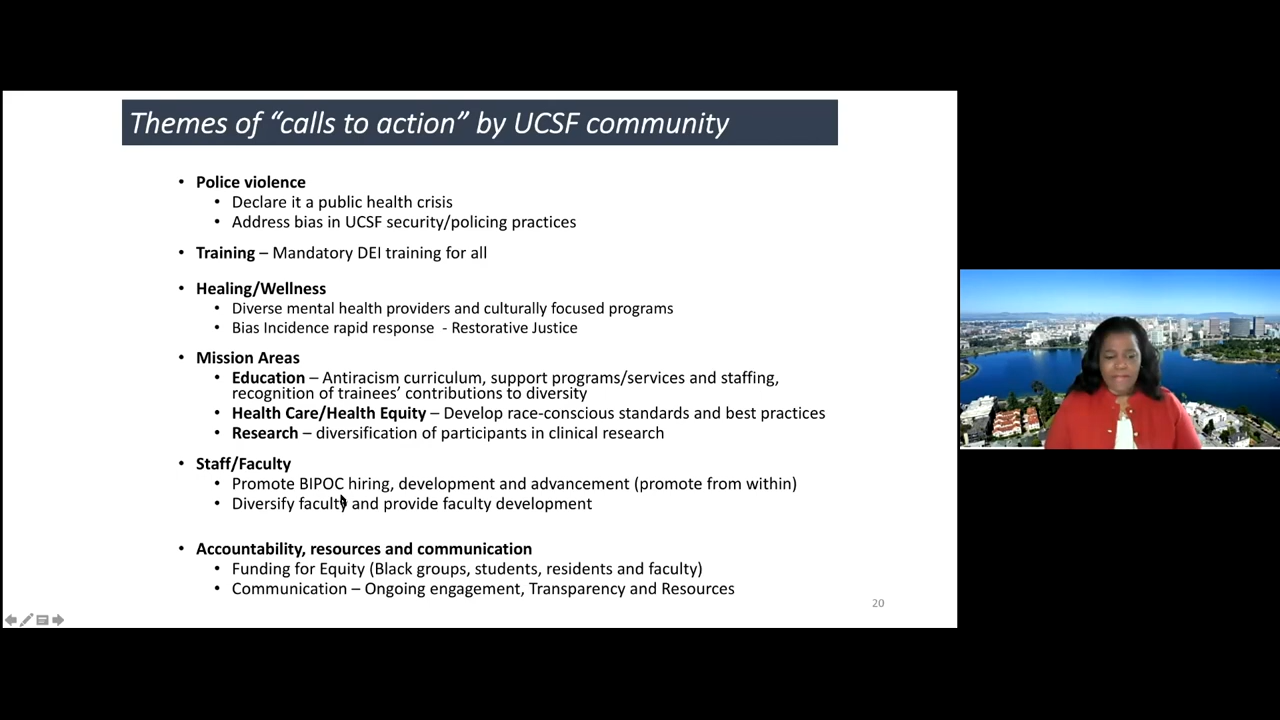 Themes of “calls to action” by UCSF community
• Police violence
• Declare it a public health crisis
• Address bias in UCSF security/policing practices
• Training – Mandatory DEI training for all
• Healing/Wellness
• Diverse mental health providers and culturally focused programs
• Bias Incidence rapid response - Restorative Justice
• Mission Areas
• Education – Antiracism curriculum, support programs/services and staffing,
recognition of trainees’ contributions to diversity
• Health Care/Health Equity – Develop race-conscious standards and best practices
• Research – diversification of participants in clinical research
• Staff/Faculty
• Promote BIPOC hiring, development and advancement (promote from within)
• Diversify faculty and provide faculty development
• Accountability, resources and communication
• Funding for Equity (Black groups, students, residents and faculty)
• Communication – Ongoing engagement, Transparency and Resources
20